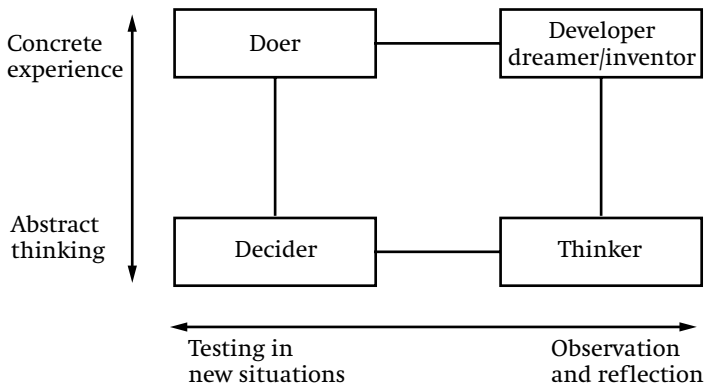 Concrete
experience
Doer
Developer
dreamer/inventor
Abstract
thinking
Decider
Thinker
Testing in
new situations
Observation
and reflection